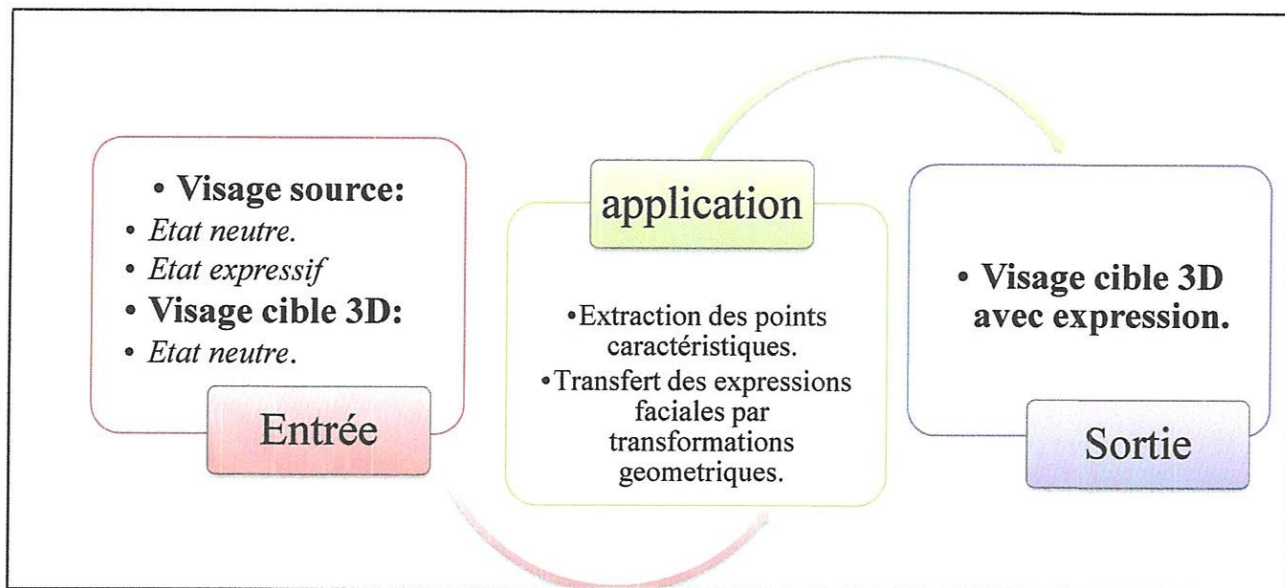 • Visage source:
• Etat neutre.
• Etat expressif
• Visage cible 3D:
• Etat neutre.
Entrée
application
•Extraction des points
caractéristiques.
•Transfert des expressions
faciales par
transformations
geometriques.
• Visage cible 3D
avec expression.
Sortie